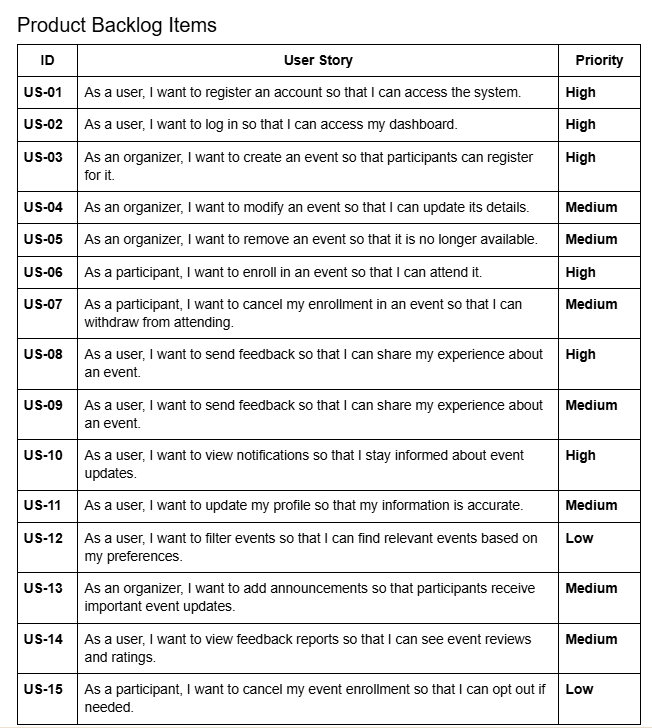 Product Backlog Items
ID User Story Priority
US-01 As a user, I want to register an account so that I can access the system. High
US-02 As a user, I want to log in so that I can access my dashboard. High
US-03 As an organizer, I want to create an event so that participants can register High
for it.
US-04 As an organizer, I want to modify an event so that I can update its details. Medium
US-05 As an organizer, I want to remove an event so that it is no longer available. Medium
US-06 As a participant, I want to enroll in an event so that I can attend it. High
US-07 As a participant, I want to cancel my enrollment in an event so that I can Medium
withdraw from attending.
US-08 As a user, I want to send feedback so that I can share my experience about High
an event.
US-09 As a user, I want to send feedback so that I can share my experience about Medium
an event.
US-10 As a user, I want to view notifications so that I stay informed about event High
updates.
US-11 As a user, I want to update my profile so that my information is accurate. Medium
US-12 As a user, I want to filter events so that I can find relevant events based on Low
my preferences.
US-13 As an organizer, I want to add announcements so that participants receive Medium
important event updates.
US-14 As a user, I want to view feedback reports so that I can see event reviews Medium
and ratings.
US-15 As a participant, I want to cancel my event enrollment so that I can opt out if Low
needed.